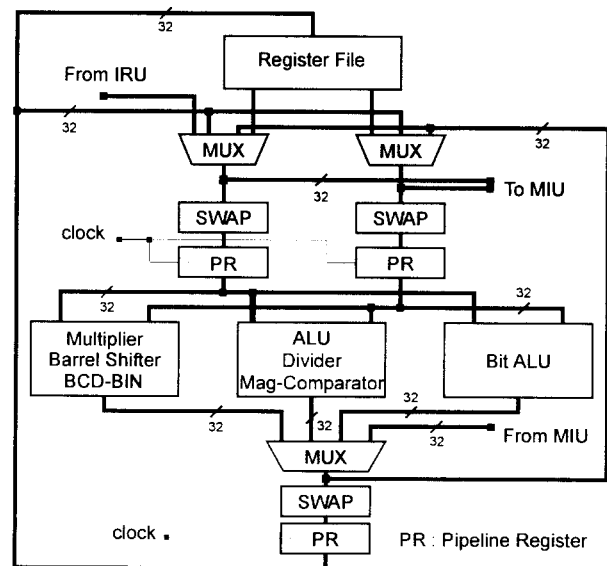 32
Register File
From IRU
32
32
MUX
MUX
32
To MIU
SWAP
SWAP
clock
PR
PR
32
32
Multiplier
Barrel Shifter
BCD-BIN
ALU
Divider
Mag-Comparator
Bit ALU
32
32
32
32
From MIU
MUX
SWAP
clock
PR
PR : Pipeline Register